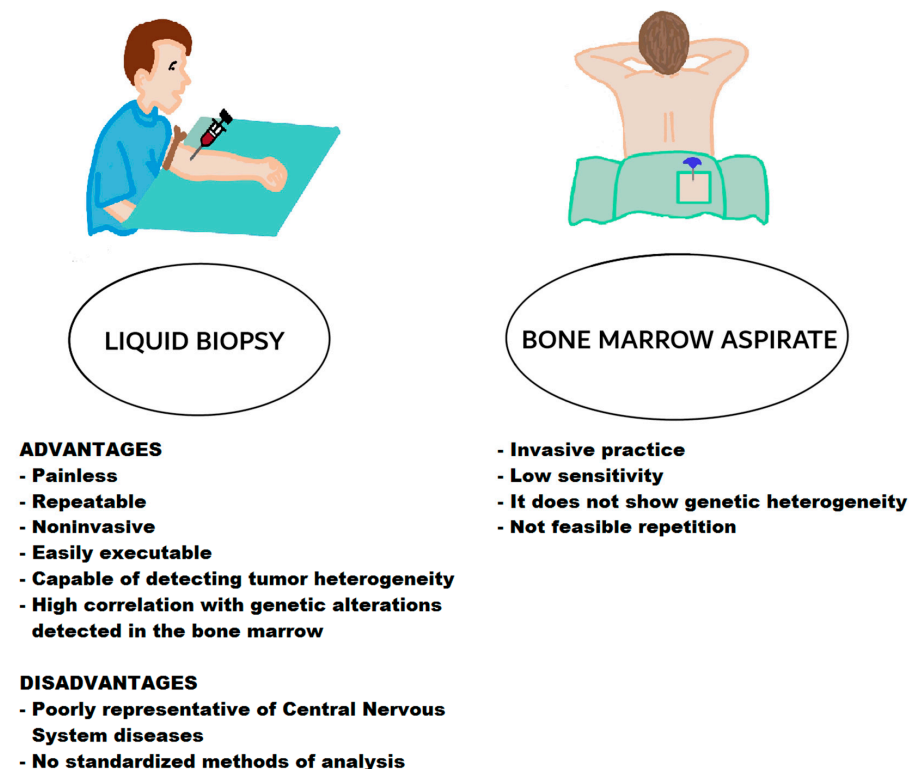 LIQUID BIOPSY
ADVANTAGES
- Painless
- Repeatable
- Noninvasive
- Easily executable
- Capable of detecting tumor heterogeneity
- High correlation with genetic alterations
detected in the bone marrow
DISADVANTAGES
- Poorly representative of Central Nervous
System diseases
- No standardized methods of analysis
BONE MARROW ASPIRATE
- Invasive practice
- Low sensitivity
- It does not show genetic heterogeneity
- Not feasible repetition